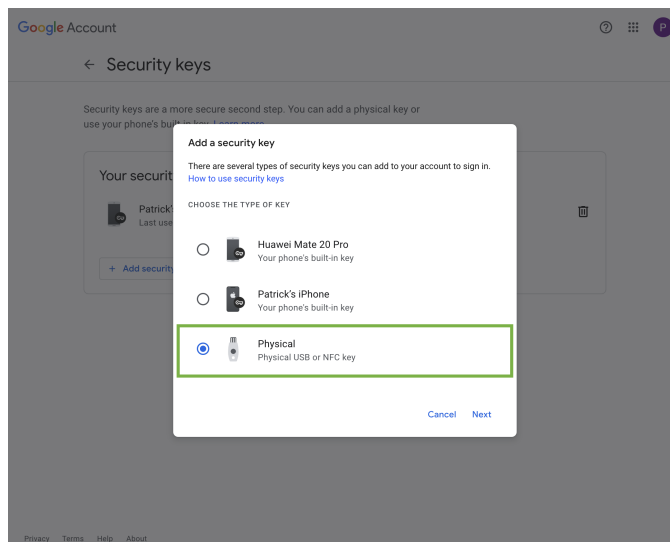 Google Account
P
← Security keys
Security keys are a more secure second step. You can add a physical key or
use your phone's built-in key. Learn more
Your securit
Patrick's
Last use
+ Add security
Add a security key
There are several types of security keys you can add to your account to sign in.
How to use security keys
CHOOSE THE TYPE OF KEY
Huawei Mate 20 Pro
Your phone's built-in key
Patrick's iPhone
Your phone's built-in key
Physical
Physical USB or NFC key
Cancel Next
Privacy Terms Help About